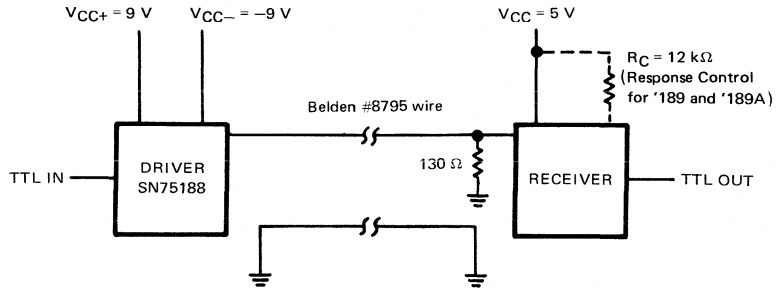 VCC+ = 9 V
VCC− = −9 V
VCC = 5 V
RC = 12 kΩ
(Response Control
for '189 and '189A)
Belden #8795 wire
TTL IN
DRIVER
SN75188
130 Ω
RECEIVER
TTL OUT